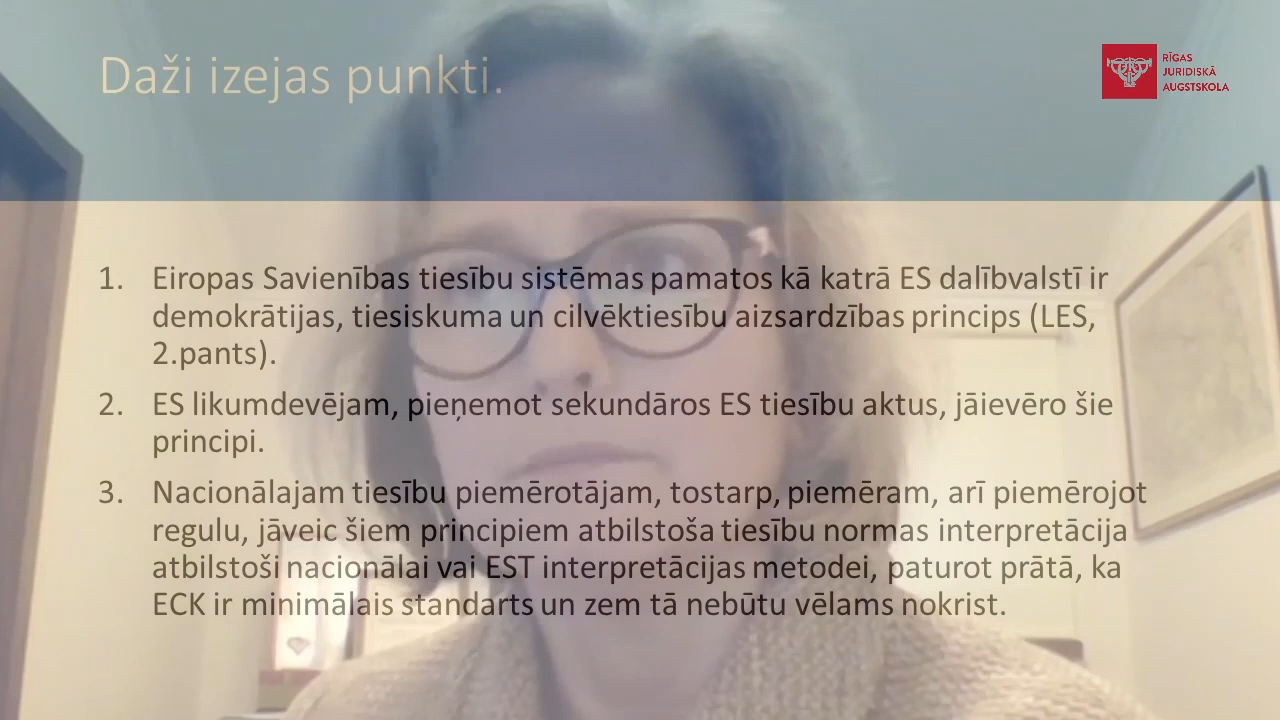 Daži izejas punkti.
RĪGAS
JURIDISKĀ
AUGSTSKOLA
1. Eiropas Savienības tiesību sistēmas pamatos kā katrā ES dalībvalstī ir
demokrātijas, tiesiskuma un cilvēktiesību aizsardzības princips (LES,
2.pants).
2. ES likumdevējam, pieņemot sekundāros ES tiesību aktus, jāievēro šie
principi.
3. Nacionālajam tiesību piemērotājam, tostarp, piemēram, arī piemērojot
regulu, jāveic šiem principiem atbilstoša tiesību normas interpretācija
atbilstoši nacionālai vai EST interpretācijas metodei, paturot prātā, ka
ECK ir minimālais standarts un zem tā nebūtu vēlams nokrist.